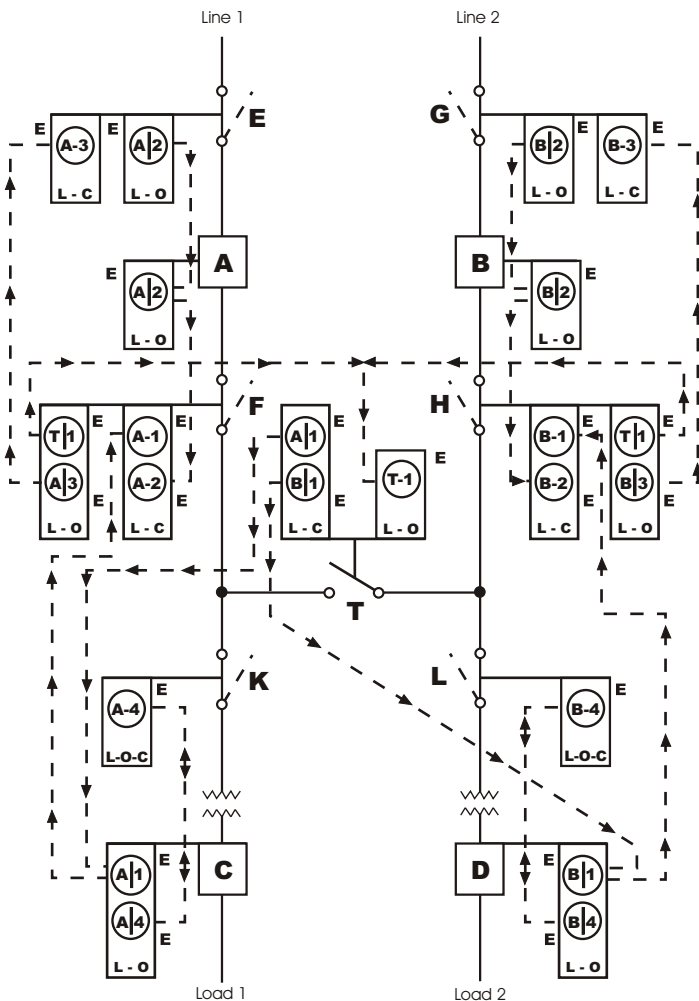 Line 1 Line 2
E G
E E E E
A-3 A|2 B|2 B-3
L - C L - O L - O L - C
A B
E E
A|2 B|2
L - O L - O
F H
E E E E E
T|1 A-1 A|1 B-1 T|1
E
T-1
A|3 A-2 B|1 B-2 B|3
E E E E E
L - O L - C L - C L - O L - C L - O
T
K L
E E
A-4 B-4
L-O-C L-O-C
E E
A|1 C D B|1
A|4 B|4
E E
L - O L - O
Load 1 Load 2